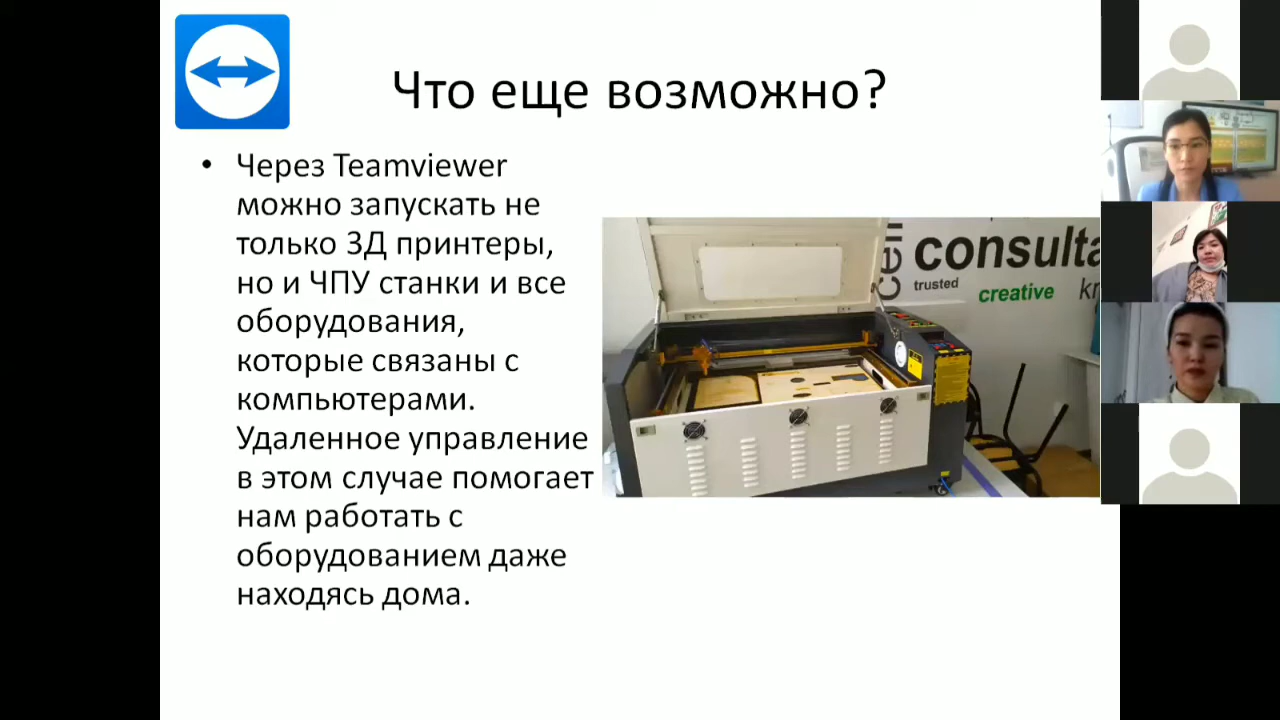 Что еще возможно?
• Через Teamviewer
можно запускать не
только 3Д принтеры,
но и ЧПУ станки и все
оборудования,
которые связаны с
компьютерами.
Удаленное управление
в этом случае помогает
нам работать с
оборудованием даже
находясь дома.
consulta
trusted
creative